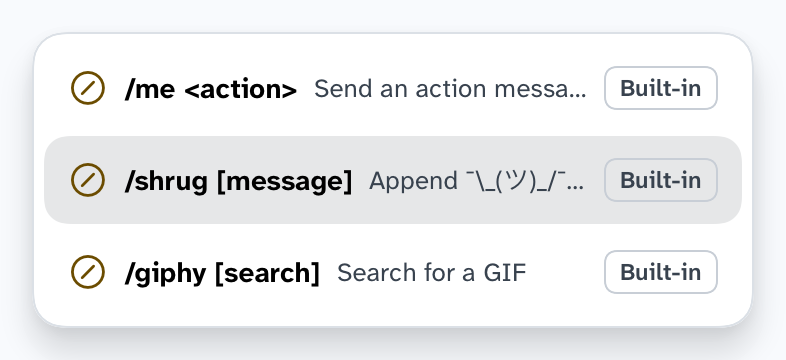 /me <action> Send an action messa... Built-in
/shrug [message] Append ¯\_(ツ)_/¯... Built-in
/giphy [search] Search for a GIF Built-in